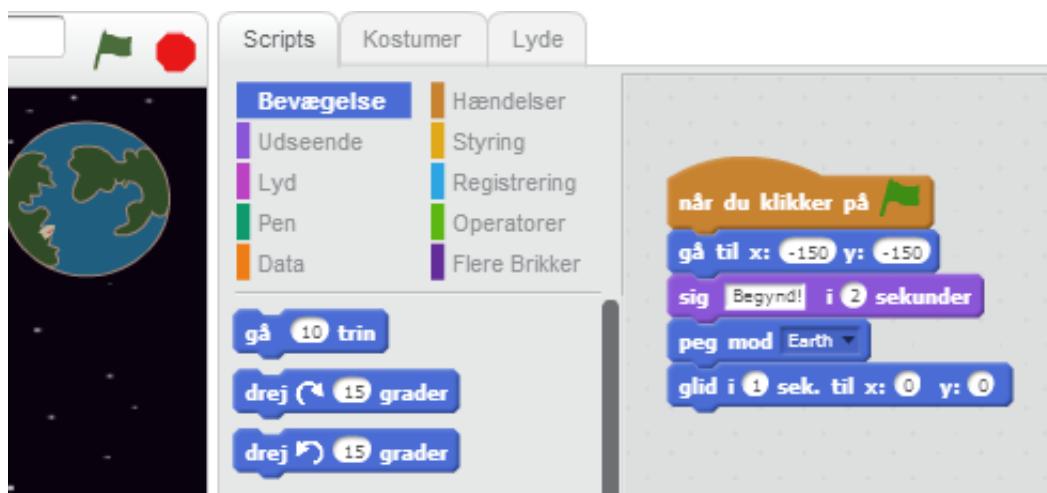 Scripts Kostumer Lyde
Bevægelse Hændelser
Udseende Styring
Lyd Registrering
Pen Operatorer
Data Flere Brikker
gå 10 trin
drej 15 grader
drej 15 grader
når du klikker på
gå til x: -150 y: -150
sig Begynd! i 2 sekunder
peg mod Earth
glid i 1 sek. til x: 0 y: 0